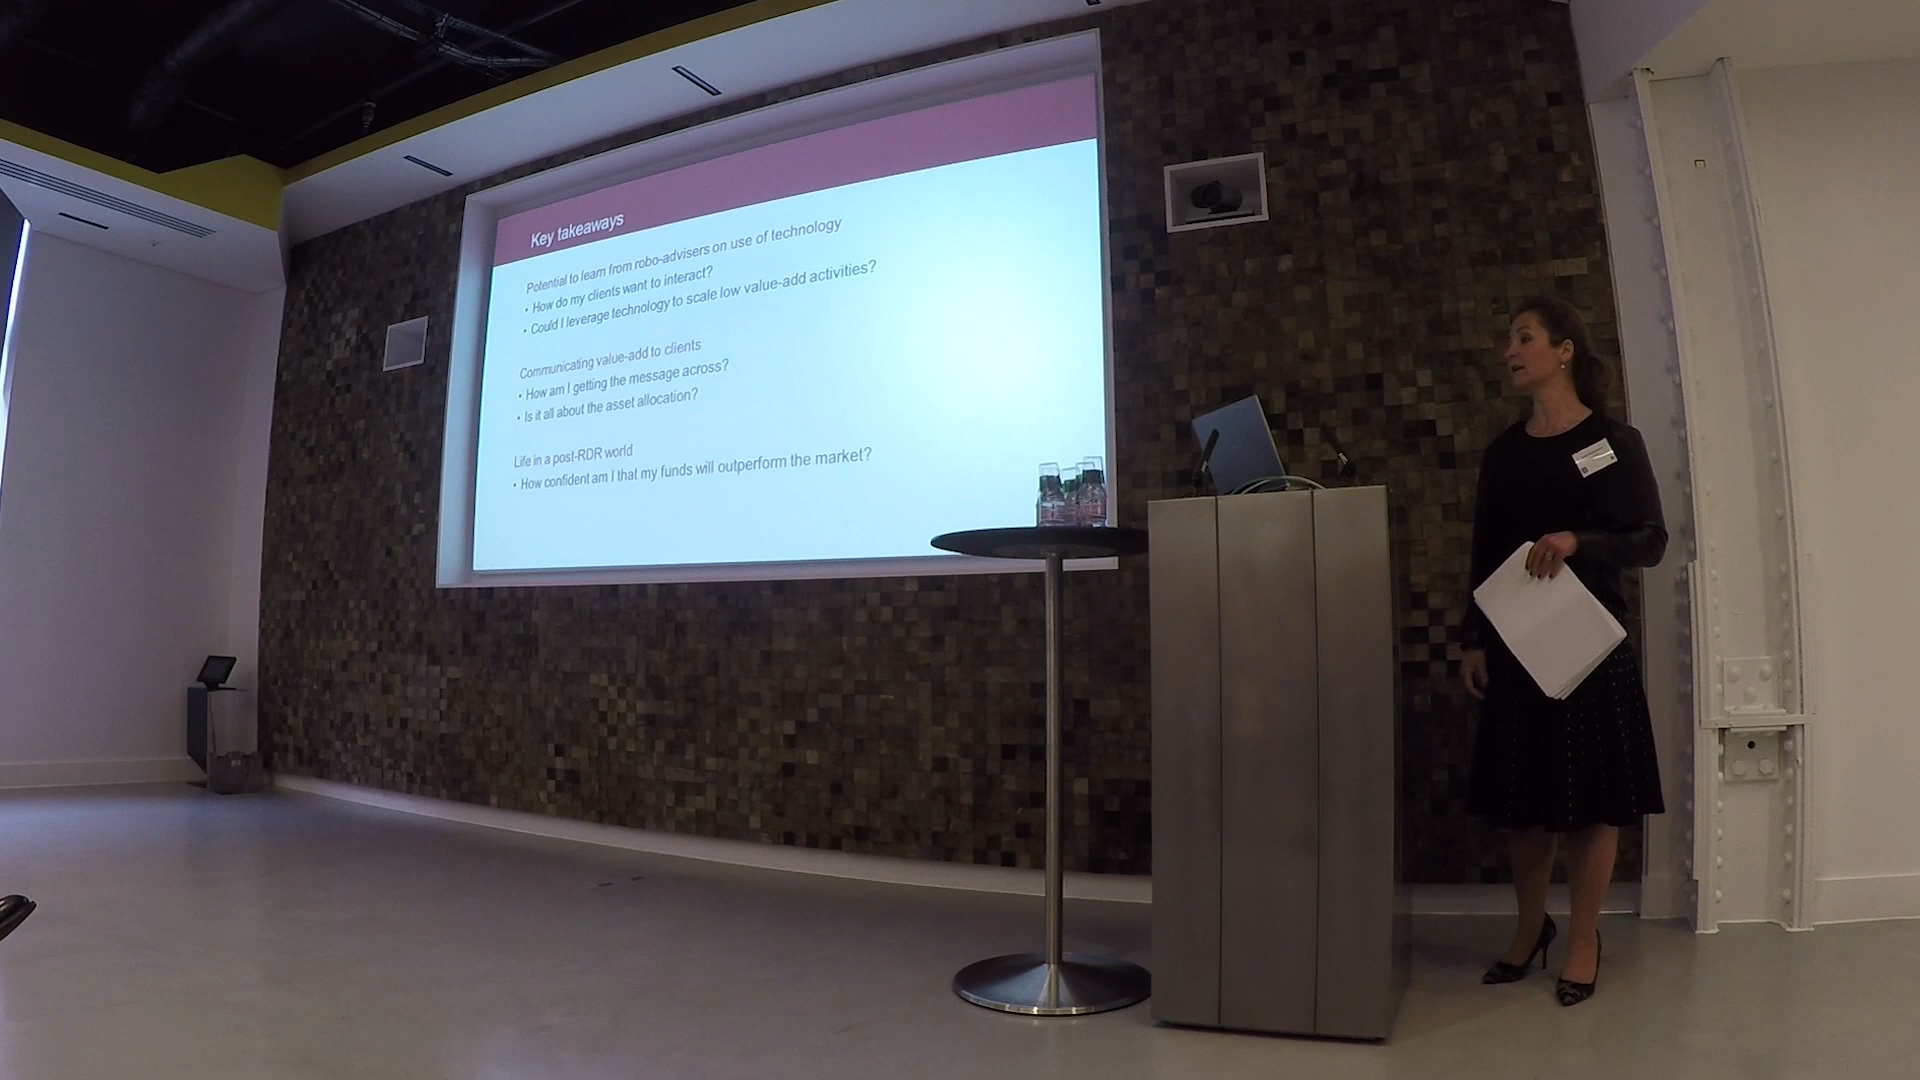 Key takeaways
Potential to learn from robo-advisers on use of technology
• How do my clients want to interact?
• Could I leverage technology to scale low value-add activities?
Communicating value-add to clients
• How am I getting the message across?
• Is it all about the asset allocation?
Life in a post-RDR world
• How confident am I that my funds will outperform the market?